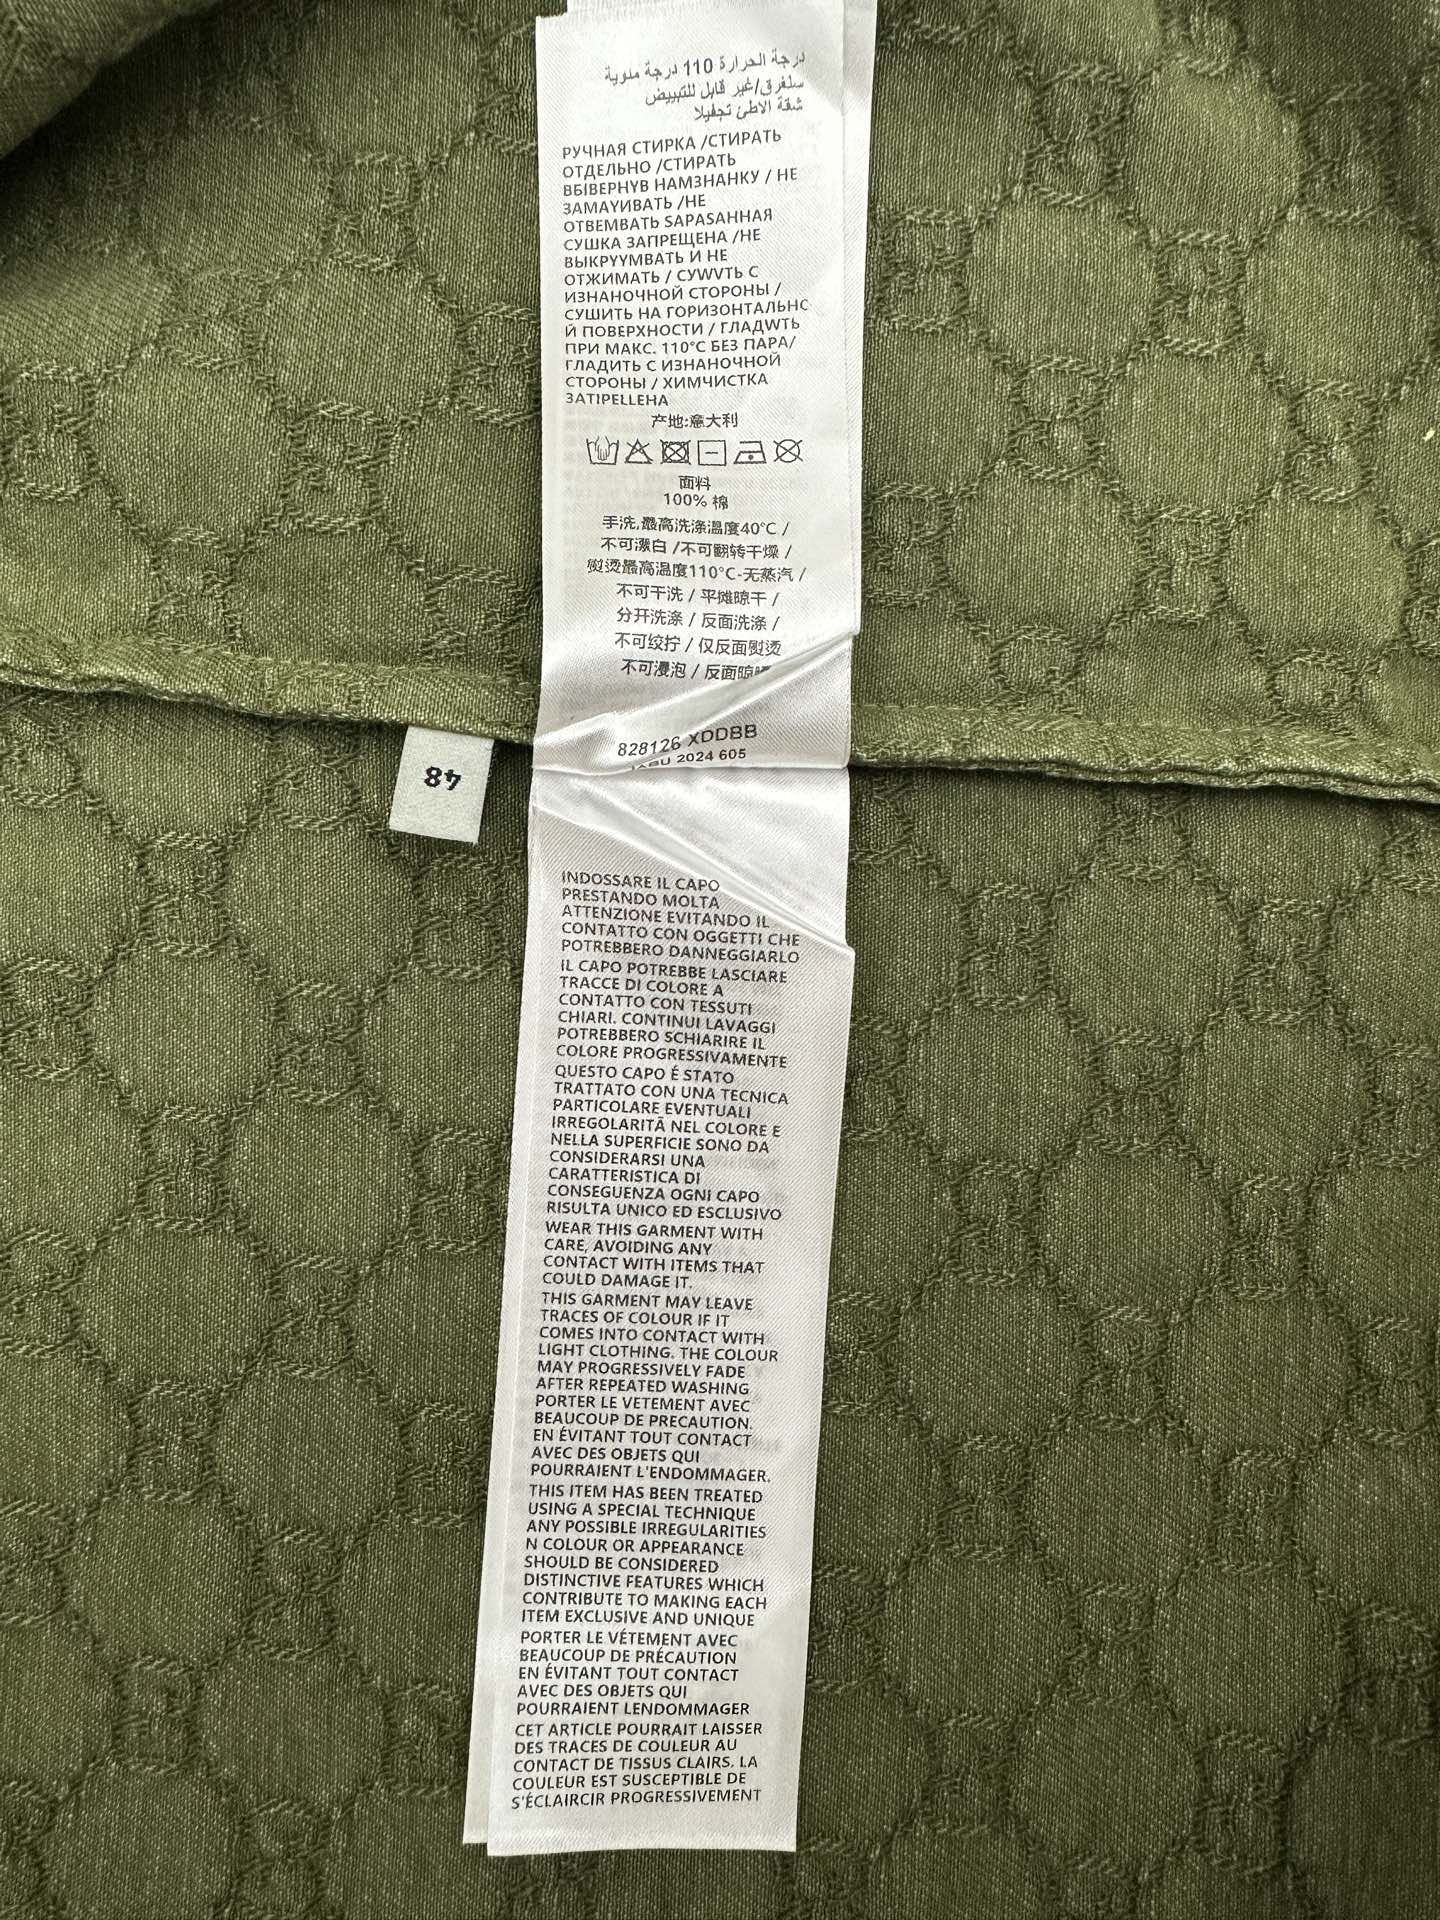 درجة الحرارة 110 درجة مئوية
شقة الاطئ تجفيلا
РУЧНАЯ СТИРКА /СТИРАТЬ
ОТДЕЛЬНО /СТИРАТЬ
ВБІВЕРНҮВ НАМЗНАНКУ / НЕ
ЗАМАУИВАТЬ /НЕ
ОТВЕМВАТЬ SAPASAHHAЯ
СУШКА ЗАПРЕЩЕНА /НЕ
ВЫКРУУМВАТЬ И НЕ
ОТЖИМАТЬ / СУWVТЬ С
ИЗНАНОЧНОЙ СТОРОНЫ /
СУШИТЬ НА ГОРИЗОНТАЛЬНО
Й ПОВЕРХНОСТИ / ГЛАДWТЬ
ПРИ МАКС. 110°C БЕЗ ПАРА/
ГЛАДИТЬ С ИЗНАНОЧНОЙ
СТОРОНЫ / ХИМЧИСТКА
ЗАТІРЕLLЕНА
产地:意大利
面料
100% 棉
手洗,最高洗涤温度40°C /
不可漂白 /不可翻转干燥 /
熨烫最高温度110°C-无蒸汽 /
不可干洗 / 平摊晾干 /
分开洗涤 / 反面洗涤 /
不可绞拧 / 仅反面熨烫
不可浸泡 / 反面晾
828126 XDDBB
2024 605
48
INDOSSARE IL CAPO
PRESTANDO MOLTA
ATTENZIONE EVITANDO IL
CONTATTO CON OGGETTI CHE
POTREBBERO DANNEGGIARLO
IL CAPO POTREBBE LASCIARE
TRACCE DI COLORE A
CONTATTO CON TESSUTI
CHIARI. CONTINUI LAVAGGI
POTREBBERO SCHIARIRE IL
COLORE PROGRESSIVAMENTE
QUESTO CAPO É STATO
TRATTATO CON UNA TECNICA
PARTICOLARE EVENTUALI
IRREGOLARITÃ NEL COLORE E
NELLA SUPERFICIE SONO DA
CONSIDERARSI UNA
CARATTERISTICA DI
CONSEGUENZA OGNI CAPO
RISULTA UNICO ED ESCLUSIVO
WEAR THIS GARMENT WITH
CARE, AVOIDING ANY
CONTACT WITH ITEMS THAT
COULD DAMAGE IT.
THIS GARMENT MAY LEAVE
TRACES OF COLOUR IF IT
COMES INTO CONTACT WITH
LIGHT CLOTHING. THE COLOUR
MAY PROGRESSIVELY FADE
AFTER REPEATED WASHING
PORTER LE VETEMENT AVEC
BEAUCOUP DE PRECAUTION.
EN ÉVITANT TOUT CONTACT
AVEC DES OBJETS QUI
POURRAIENT L'ENDOMMAGER.
THIS ITEM HAS BEEN TREATED
USING A SPECIAL TECHNIQUE
ANY POSSIBLE IRREGULARITIES
N COLOUR OR APPEARANCE
SHOULD BE CONSIDERED
DISTINCTIVE FEATURES WHICH
CONTRIBUTE TO MAKING EACH
ITEM EXCLUSIVE AND UNIQUE
PORTER LE VÉTEMENT AVEC
BEAUCOUP DE PRÉCAUTION
EN ÉVITANT TOUT CONTACT
AVEC DES OBJETS QUI
POURRAIENT LENDOMMAGER
CET ARTICLE POURRAIT LAISSER
DES TRACES DE COULEUR AU
CONTACT DE TISSUS CLAIRS. LA
COULEUR EST SUSCEPTIBLE DE
S'ÉCLAIRCIR PROGRESSIVEMENT